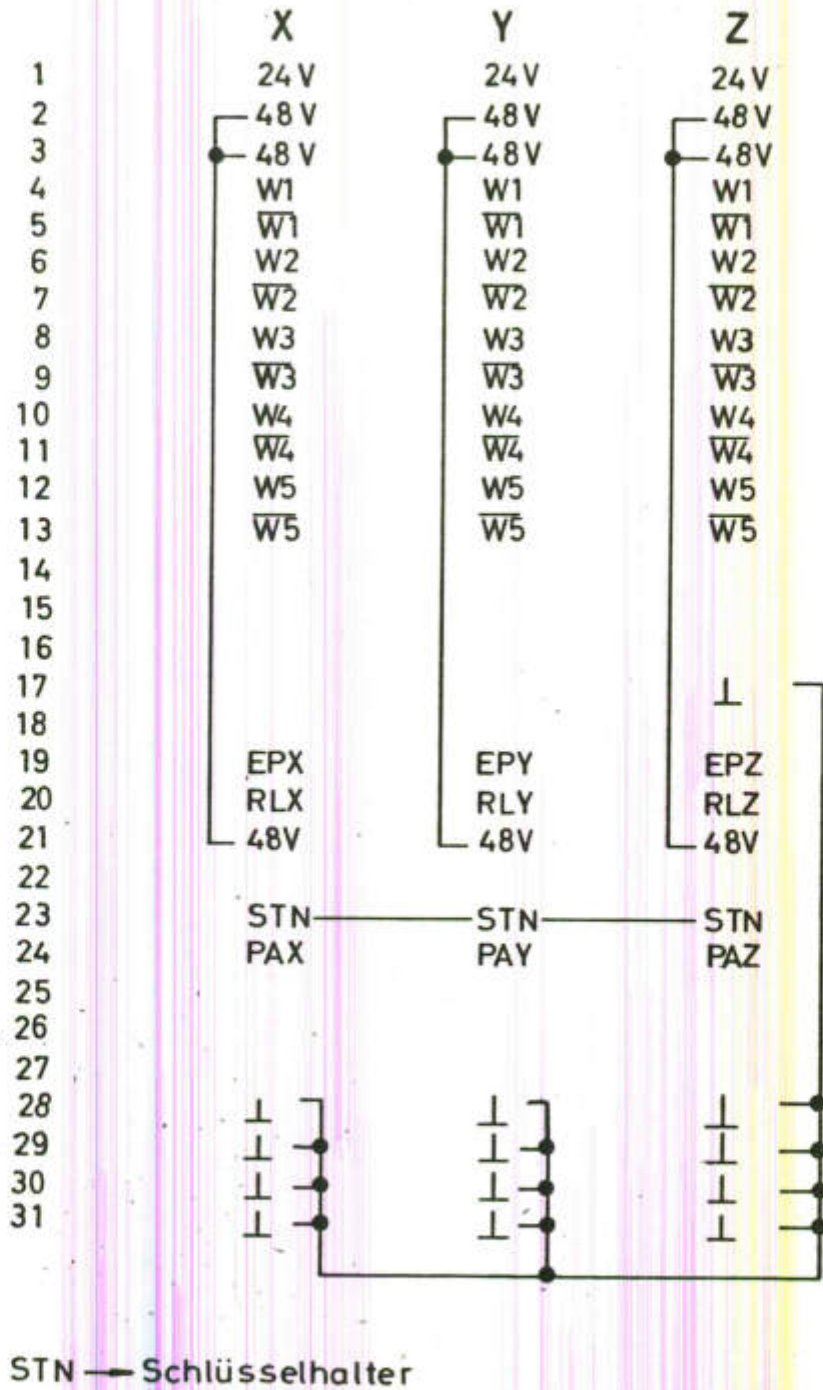 X Y Z
1 24V 24V 24V
2 48V 48V 48V
3 48V 48V 48V
4 W1 W1 W1
5 W̅1̅ W̅1̅ W̅1̅
6 W2 W2 W2
7 W̅2̅ W̅2̅ W̅2̅
8 W3 W3 W3
9 W̅3̅ W̅3̅ W̅3̅
10 W4 W4 W4
11 W̅4̅ W̅4̅ W̅4̅
12 W5 W5 W5
13 W̅5̅ W̅5̅ W̅5̅
14
15
16
17 ⊥
18
19 EPX EPY EPZ
20 RLX RLY RLZ
21 48V 48V 48V
22
23 STN STN STN
24 PAX PAY PAZ
25
26
27
28 ⊥ ⊥ ⊥
29 ⊥ ⊥ ⊥
30 ⊥ ⊥ ⊥
31 ⊥ ⊥ ⊥
STN → Schlüsselhalter